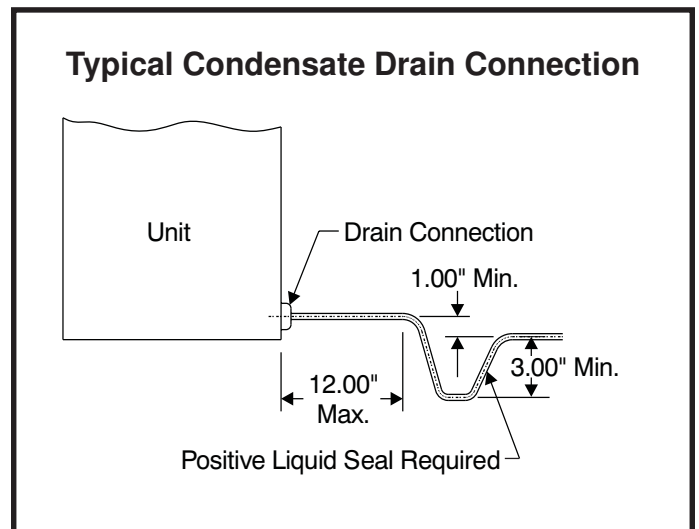 Typical Condensate Drain Connection
Unit
Drain Connection
1.00" Min.
3.00" Min.
12.00"
Max.
Positive Liquid Seal Required